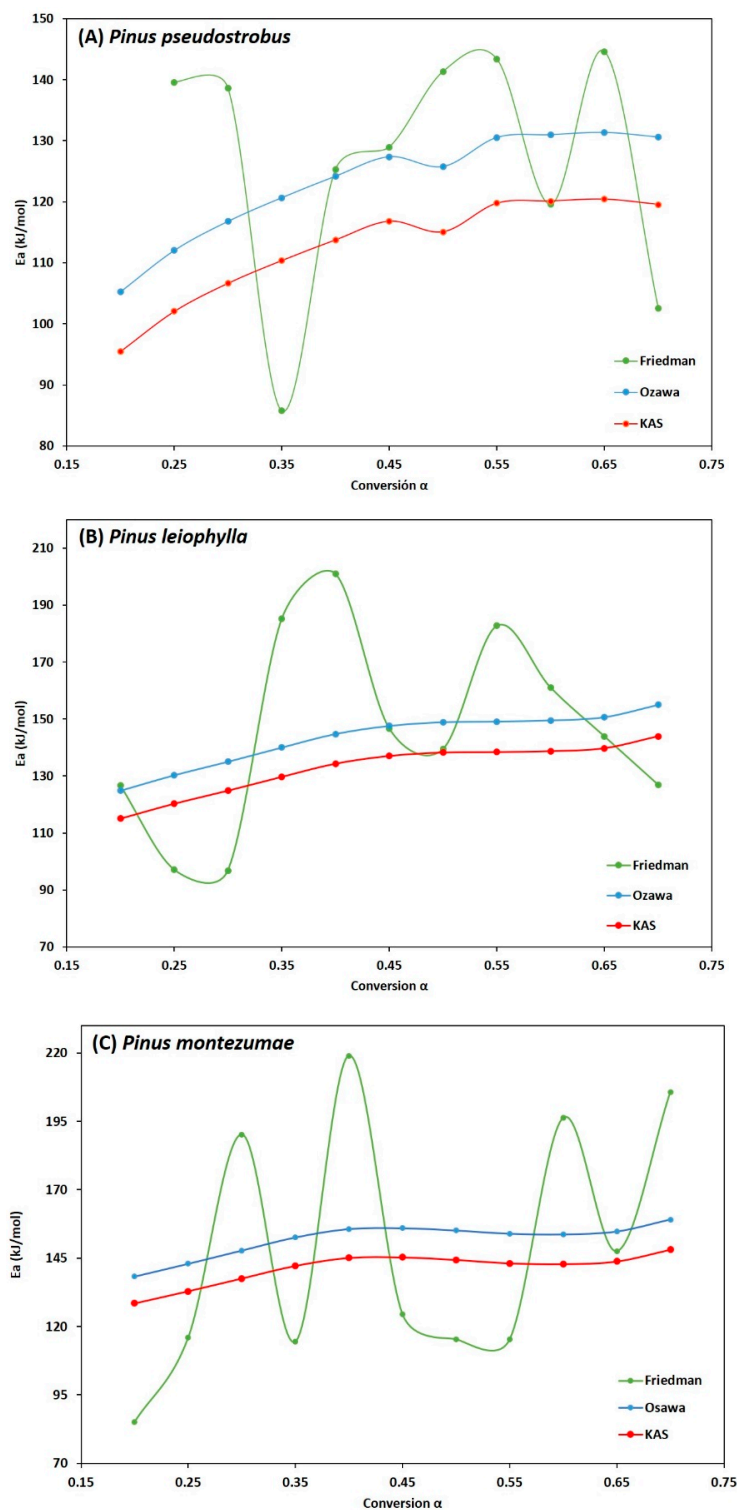 (A) Pinus pseudostrobus
150
140
130
120
110
100
90
80
Ea (kJ/mol)
Friedman
Ozawa
KAS
0.15 0.25 0.35 0.45 0.55 0.65 0.75
Conversión α
(B) Pinus leiophylla
210
190
170
150
130
110
90
70
Ea (kJ/mol)
Friedman
Ozawa
KAS
0.15 0.25 0.35 0.45 0.55 0.65 0.75
Conversion α
(C) Pinus montezumae
220
195
170
145
120
95
70
Ea (kJ/mol)
Friedman
Osawa
KAS
0.15 0.25 0.35 0.45 0.55 0.65 0.75
Conversion α